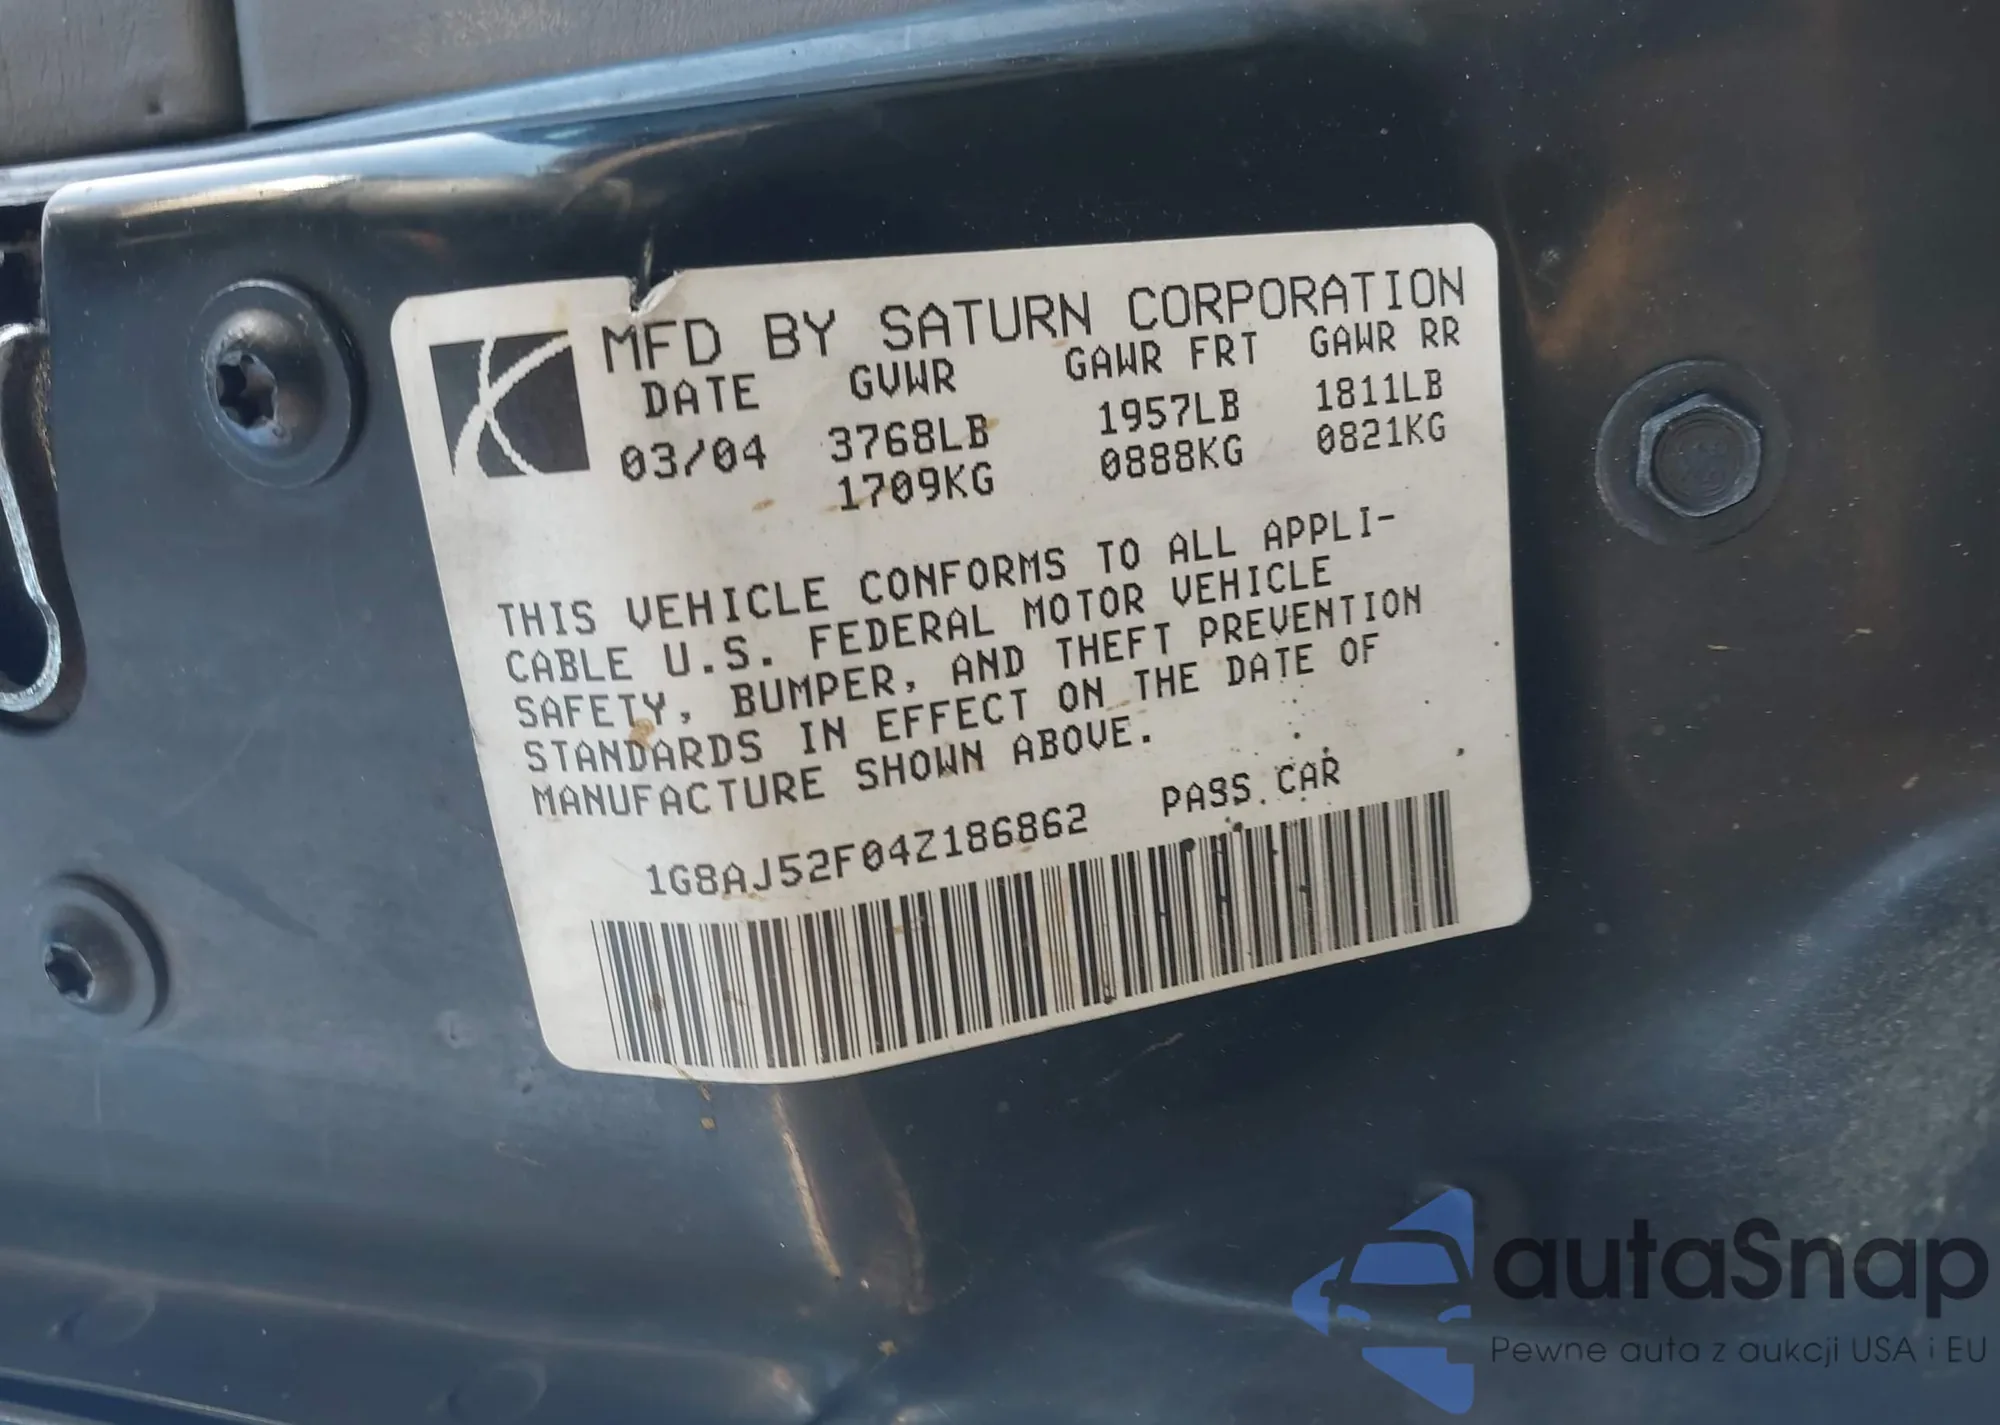 MFD BY SATURN CORPORATION
DATE GVWR GAWR FRT GAWR RR
03/04 3768LB 1957LB 1811LB
1709KG 0888KG 0821KG
THIS VEHICLE CONFORMS TO ALL APPLI-
CABLE U.S. FEDERAL MOTOR VEHICLE
SAFETY, BUMPER, AND THEFT PREVENTION
STANDARDS IN EFFECT ON THE DATE OF
MANUFACTURE SHOWN ABOVE.
1G8AJ52F04Z186862 PASS CAR
autaSnap
Pewne auta z aukcji USA i EU